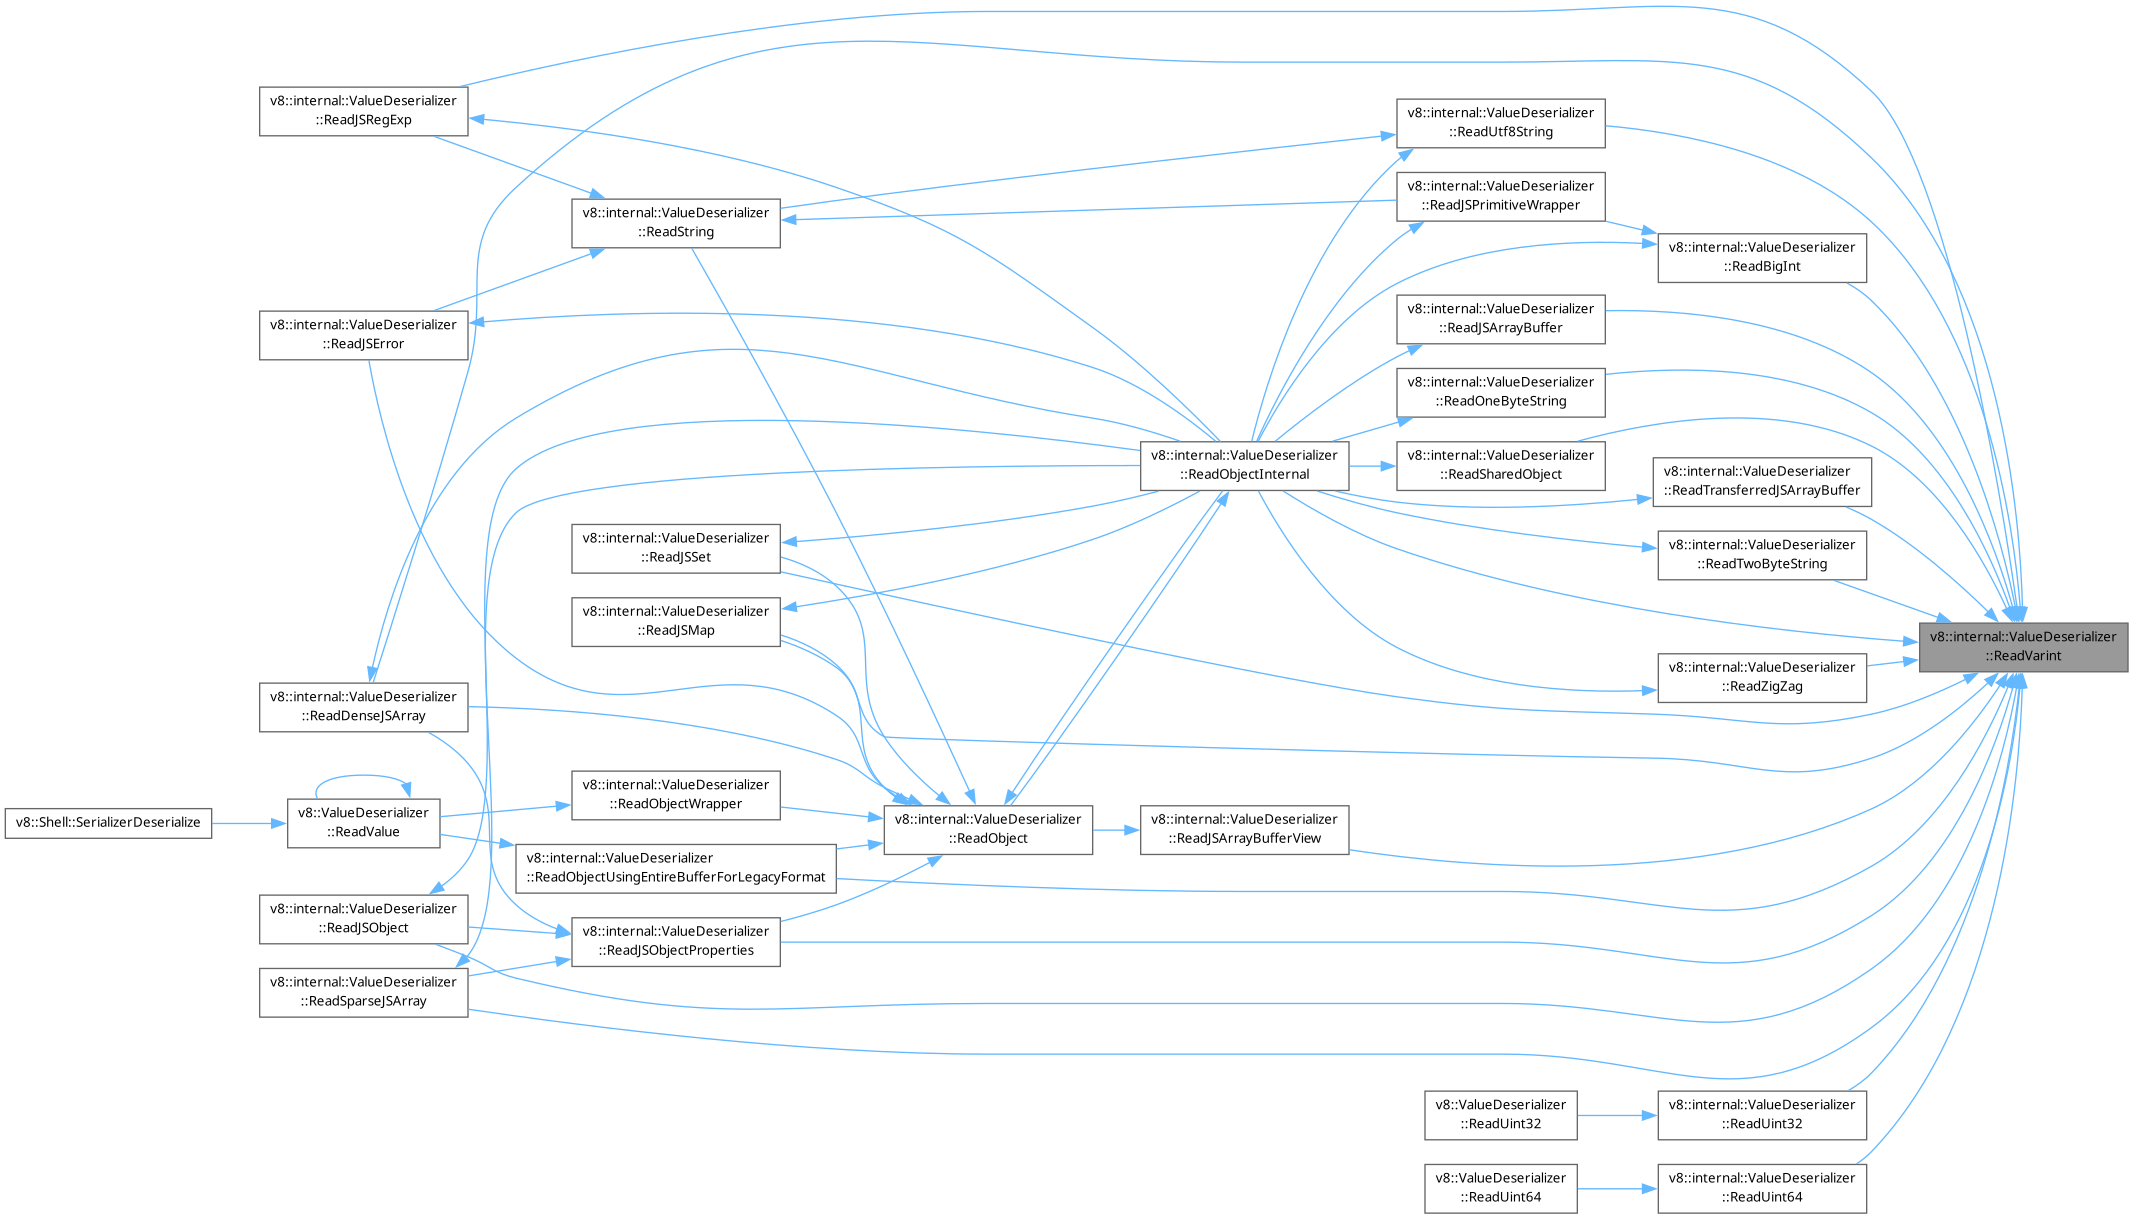 v8::internal::ValueDeserializer
::ReadJSRegExp
v8::internal::ValueDeserializer
::ReadUtf8String
v8::internal::ValueDeserializer
::ReadJSPrimitiveWrapper
v8::internal::ValueDeserializer
::ReadString
v8::internal::ValueDeserializer
::ReadBigInt
v8::internal::ValueDeserializer
::ReadJSArrayBuffer
v8::internal::ValueDeserializer
::ReadJSError
v8::internal::ValueDeserializer
::ReadOneByteString
v8::internal::ValueDeserializer
::ReadObjectInternal
v8::internal::ValueDeserializer
::ReadSharedObject
v8::internal::ValueDeserializer
::ReadTransferredJSArrayBuffer
v8::internal::ValueDeserializer
::ReadJSSet
v8::internal::ValueDeserializer
::ReadTwoByteString
v8::internal::ValueDeserializer
::ReadJSMap
v8::internal::ValueDeserializer
::ReadVarint
v8::internal::ValueDeserializer
::ReadZigZag
v8::internal::ValueDeserializer
::ReadDenseJSArray
v8::internal::ValueDeserializer
::ReadObjectWrapper
v8::Shell::SerializerDeserialize
v8::ValueDeserializer
::ReadValue
v8::internal::ValueDeserializer
::ReadObject
v8::internal::ValueDeserializer
::ReadJSArrayBufferView
v8::internal::ValueDeserializer
::ReadObjectUsingEntireBufferForLegacyFormat
v8::internal::ValueDeserializer
::ReadJSObject
v8::internal::ValueDeserializer
::ReadJSObjectProperties
v8::internal::ValueDeserializer
::ReadSparseJSArray
v8::ValueDeserializer
::ReadUint32
v8::internal::ValueDeserializer
::ReadUint32
v8::ValueDeserializer
::ReadUint64
v8::internal::ValueDeserializer
::ReadUint64